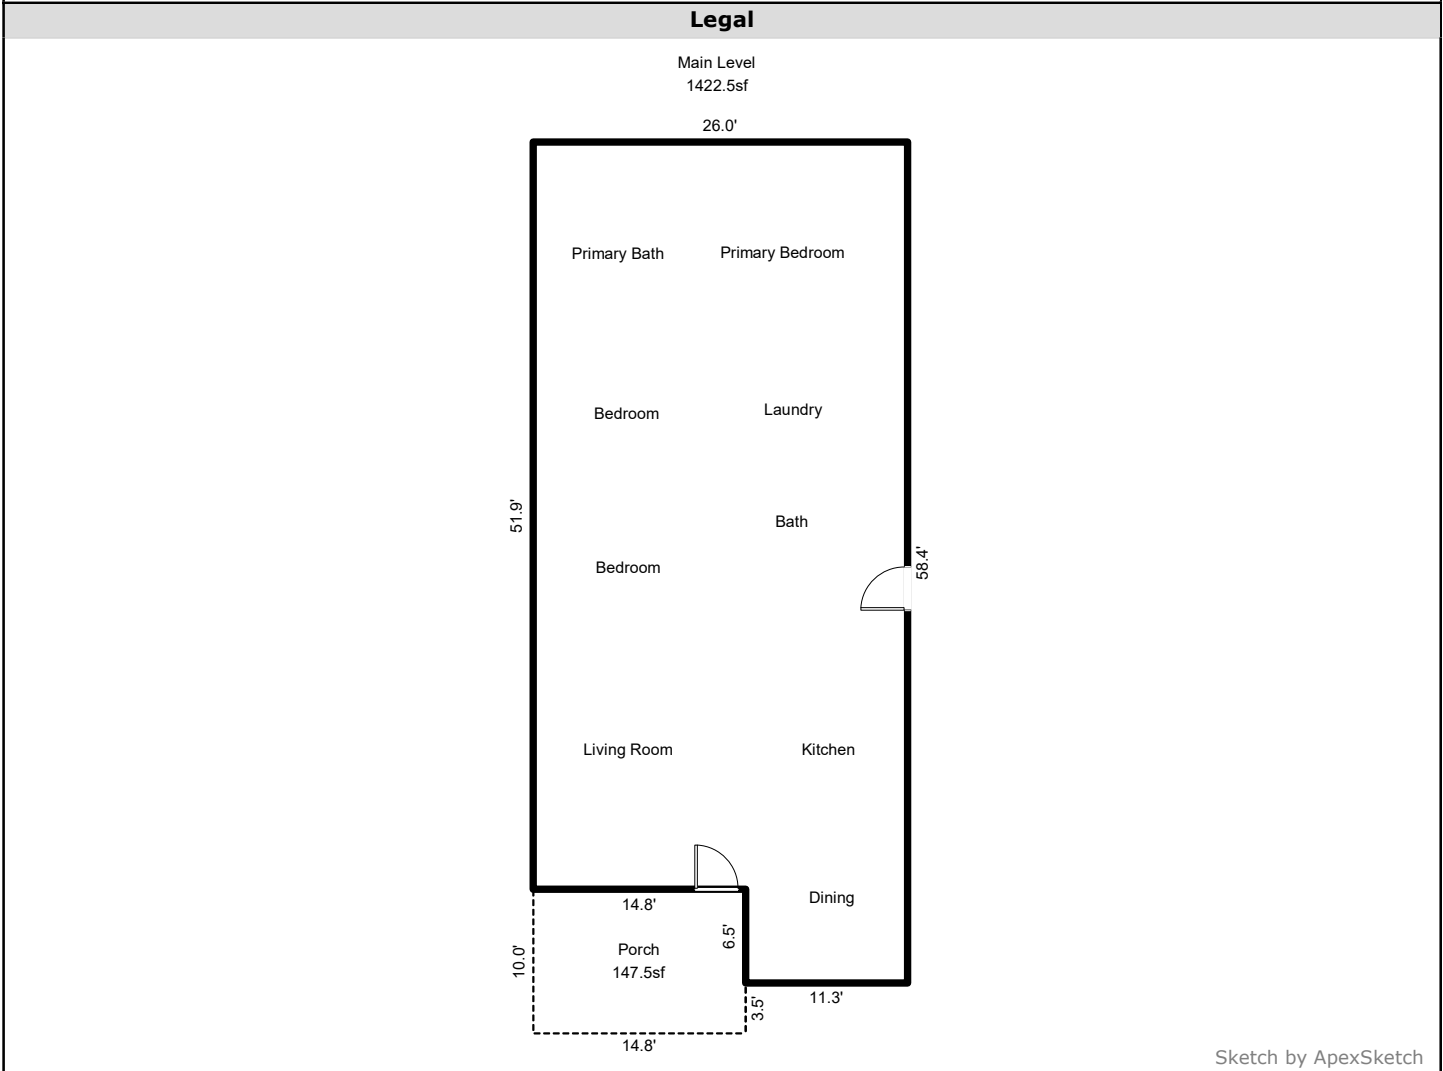 Legal
Main Level
1422.5sf
26.0'
Primary Bath
Primary Bedroom
Bedroom
Laundry
51.9'
Bath
58.4'
Bedroom
Living Room
Kitchen
Dining
14.8'
6.5'
Porch
147.5sf
10.0'
11.3'
3.5'
14.8'
Sketch by ApexSketch